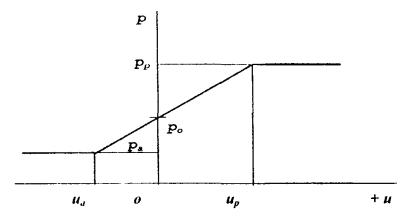 p
p_p
p_o
p_a
u_a o u_p + u